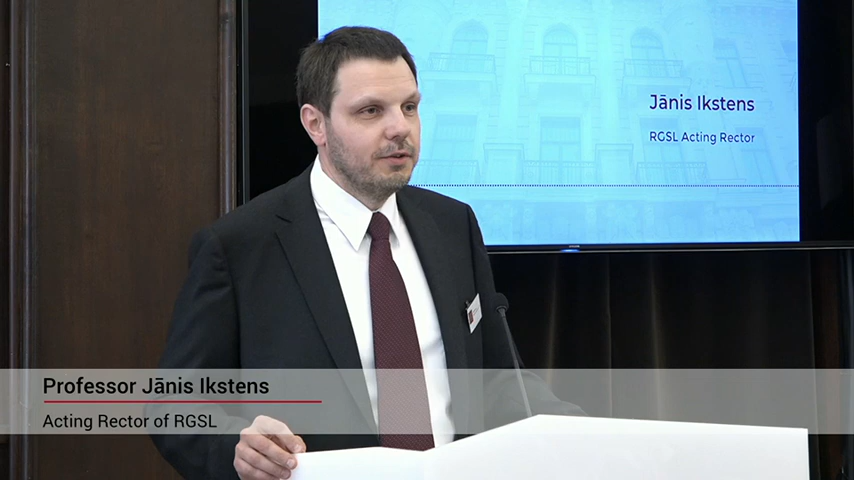 Jānis Ikstens
RGSL Acting Rector
Professor Jānis Ikstens
Acting Rector of RGSL